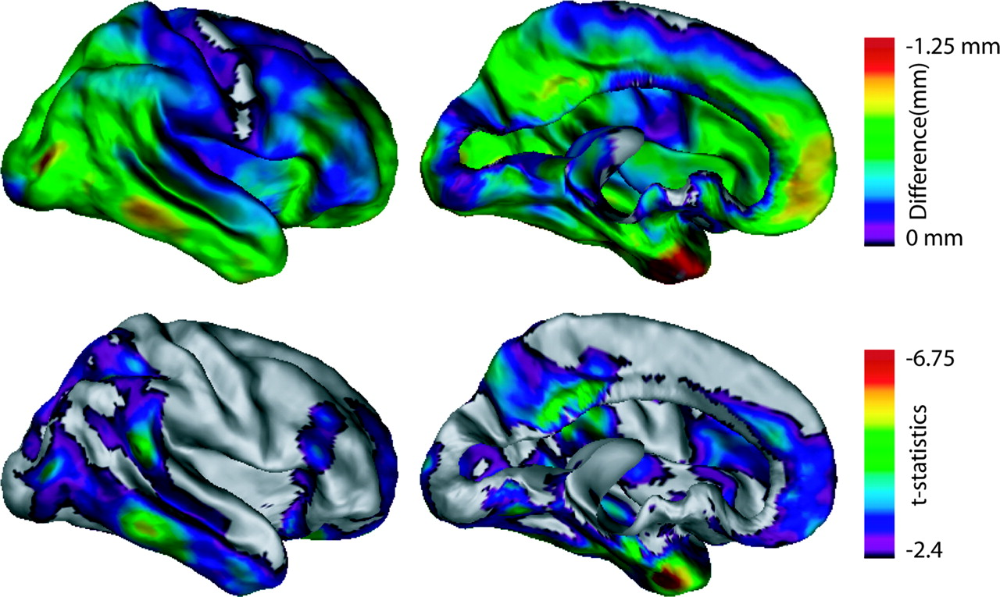 -1.25 mm
Difference(mm)
0 mm
-6.75
t-statistics
-2.4